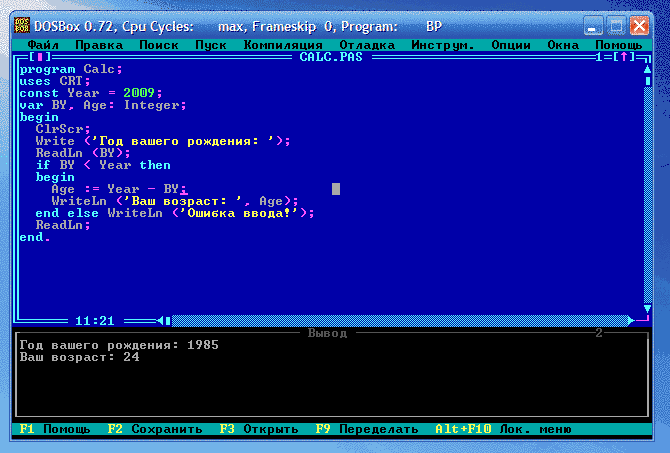 DOSBox 0.72, Cpu Cycles: max, Frameskip 0, Program: BP
Файл Правка Поиск Пуск Компиляция Отладка Инструм. Опции Окна Помощь
CALC.PAS 1
program Calc;
uses CRT;
const Year = 2009;
var BY, Age: Integer;
begin
ClrScr;
Write ('Год вашего рождения: ');
ReadLn (BY);
if BY < Year then
begin
Age := Year - BY;
WriteLn ('Ваш возраст: ', Age);
end else WriteLn ('Ошибка ввода!');
ReadLn;
end.
11:21
Вывод 2
Год вашего рождения: 1985
Ваш возраст: 24
F1 Помощь F2 Сохранить F3 Открыть F9 Переделать Alt+F10 Лок. меню